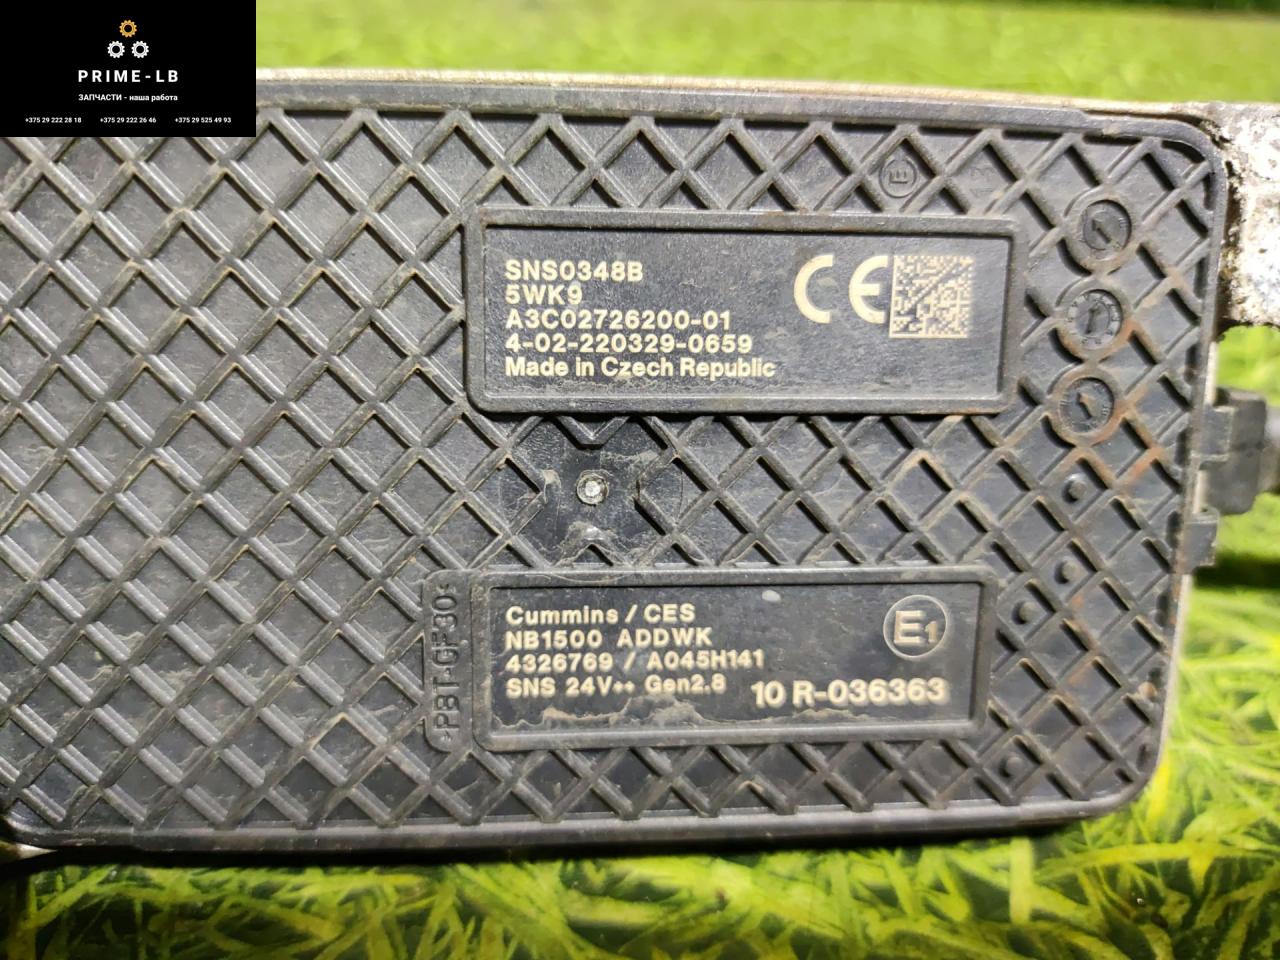 PRIME-LB
ЗАПЧАСТИ - наша работа
+375 29 222 28 18 +375 29 222 26 46 +375 29 525 49 93
SNS0348B
5WK9
A3C02726200-01
4-02-220329-0659
Made in Czech Republic
CE
Cummins / CES
NB1500 ADDWK
4326769 / A045H141
SNS 24V++ Gen2.8
E1
10 R-036363
>PBT-GF30<